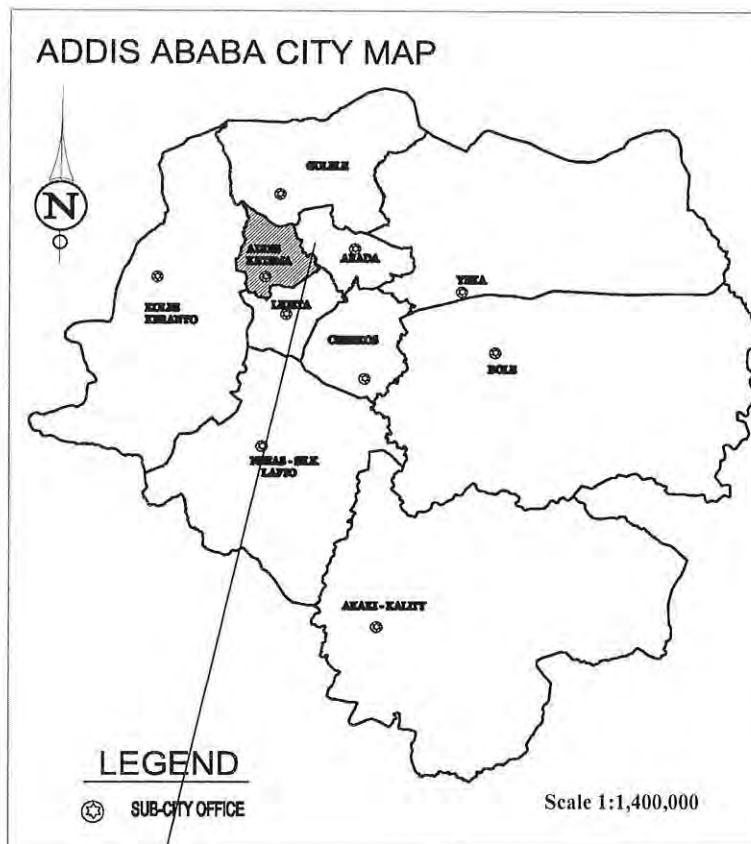 ADDIS ABABA CITY MAP
N
GULELE
ADDIS
KETEMA
ARADA
YEKA
KOLFE
KERANYO
LIDETA
CHERKOS
BOLE
NEFAS - SILK
LAFTO
AKAKI - KALITY
LEGEND
SUB-CITY OFFICE
Scale 1:1,400,000